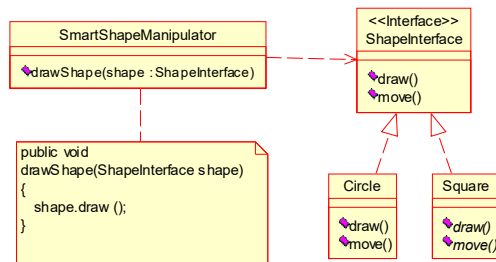 SmartShapeManipulator
drawShape(shape : ShapeInterface)
<<Interface>>
ShapeInterface
draw()
move()
public void
drawShape(ShapeInterface shape)
{
shape.draw ();
}
Circle
draw()
move()
Square
draw()
move()